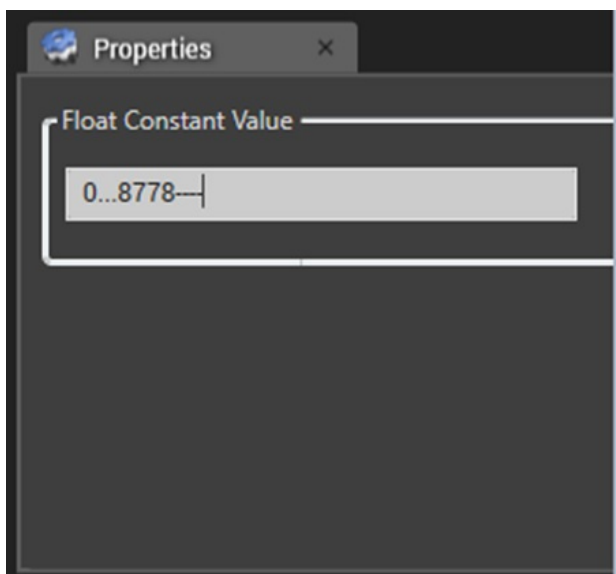 Properties ×
Float Constant Value
0...8778----